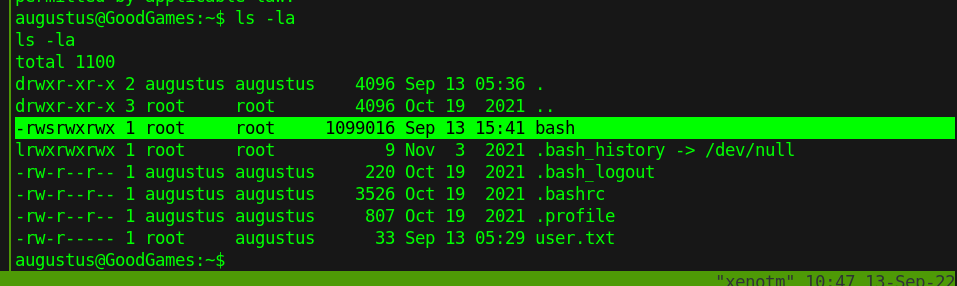 permitted by applicable law.
augustus@GoodGames:~$ ls -la
ls -la
total 1100
drwxr-xr-x 2 augustus augustus    4096 Sep 13 05:36 .
drwxr-xr-x 3 root     root        4096 Oct 19  2021 ..
-rwsrwxrwx 1 root     root     1099016 Sep 13 15:41 bash
lrwxrwxrwx 1 root     root           9 Nov  3  2021 .bash_history -> /dev/null
-rw-r--r-- 1 augustus augustus     220 Oct 19  2021 .bash_logout
-rw-r--r-- 1 augustus augustus    3526 Oct 19  2021 .bashrc
-rw-r--r-- 1 augustus augustus     807 Oct 19  2021 .profile
-rw-r----- 1 root     augustus      33 Sep 13 05:29 user.txt
augustus@GoodGames:~$
"xenotm" 10:47 13-Sep-22